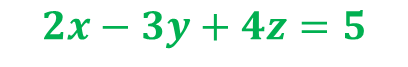 2x − 3y + 4z = 5